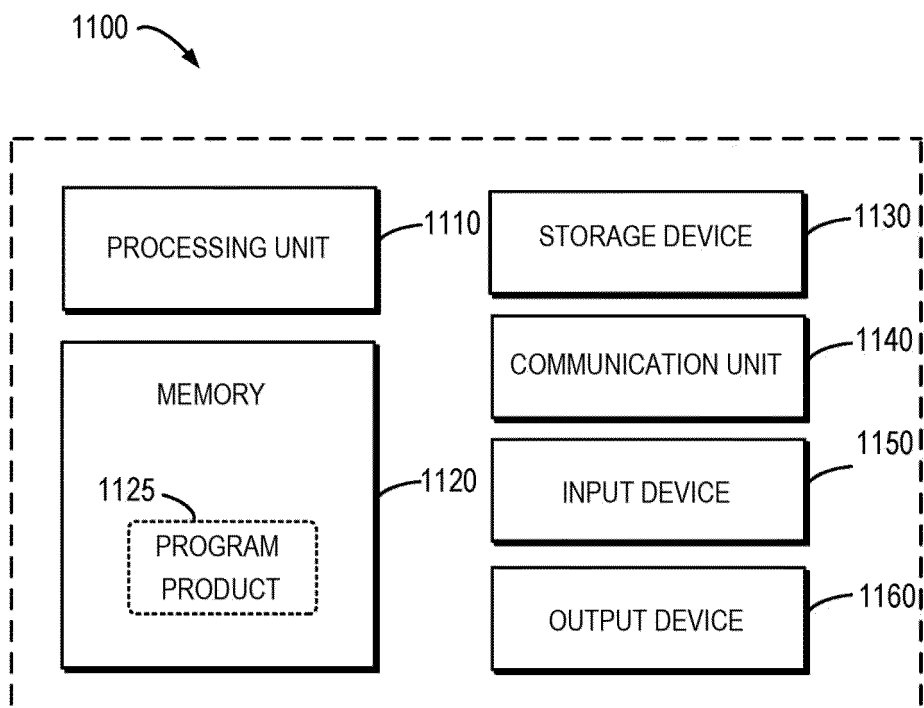 1100
PROCESSING UNIT
1110
STORAGE DEVICE
1130
COMMUNICATION UNIT
1140
MEMORY
1120
1125
PROGRAM
PRODUCT
INPUT DEVICE
1150
OUTPUT DEVICE
1160